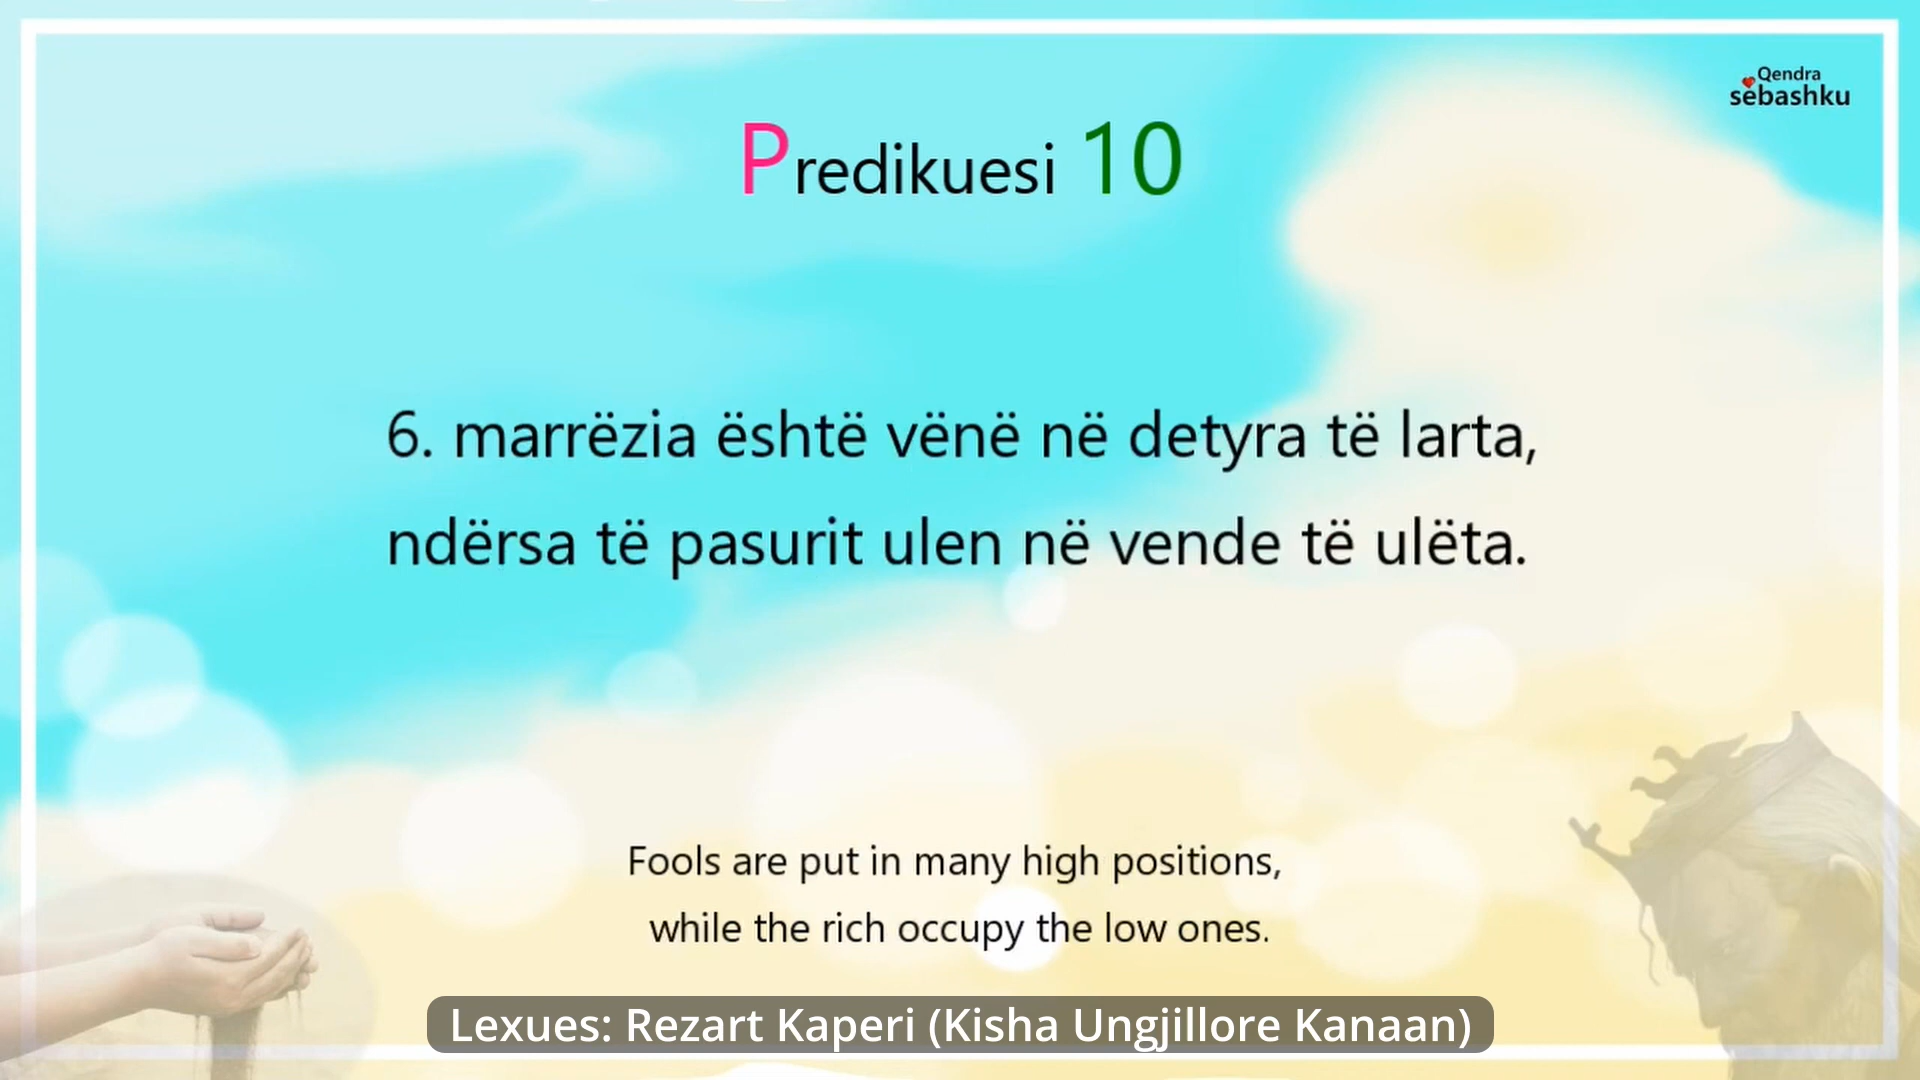 Qendra
sëbashku
Predikuesi 10
6. marrëzia është vënë në detyra të larta,
ndërsa të pasurit ulen në vende të ulëta.
Fools are put in many high positions,
while the rich occupy the low ones.
Lexues: Rezart Kaperi (Kisha Ungjillore Kanaan)